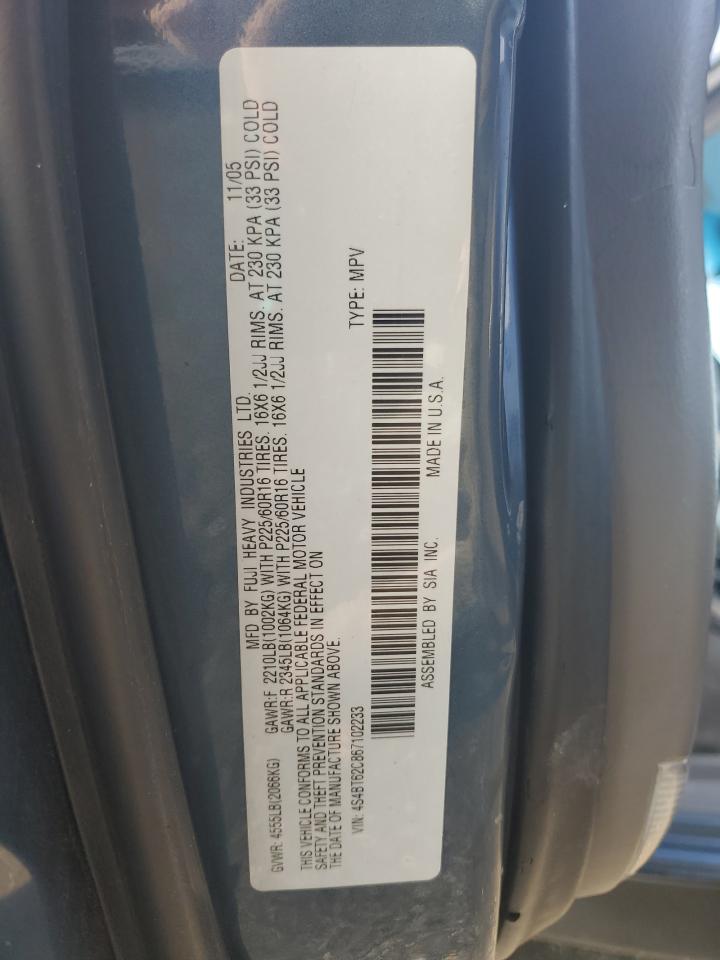 MFD BY FUJI HEAVY INDUSTRIES LTD. DATE: 11/05
GVWR: 4555LB(2066KG) GAWR:F 2210LB(1002KG) WITH P225/60R16 TIRES. 16X6 1/2JJ RIMS. AT 230 KPA (33 PSI) COLD
GAWR:R 2345LB(1064KG) WITH P225/60R16 TIRES. 16X6 1/2JJ RIMS. AT 230 KPA (33 PSI) COLD
THIS VEHICLE CONFORMS TO ALL APPLICABLE FEDERAL MOTOR VEHICLE
SAFETY AND THEFT PREVENTION STANDARDS IN EFFECT ON
THE DATE OF MANUFACTURE SHOWN ABOVE.
VIN: 4S4BT62C867102233 TYPE: MPV
ASSEMBLED BY SIA INC. MADE IN U.S.A.